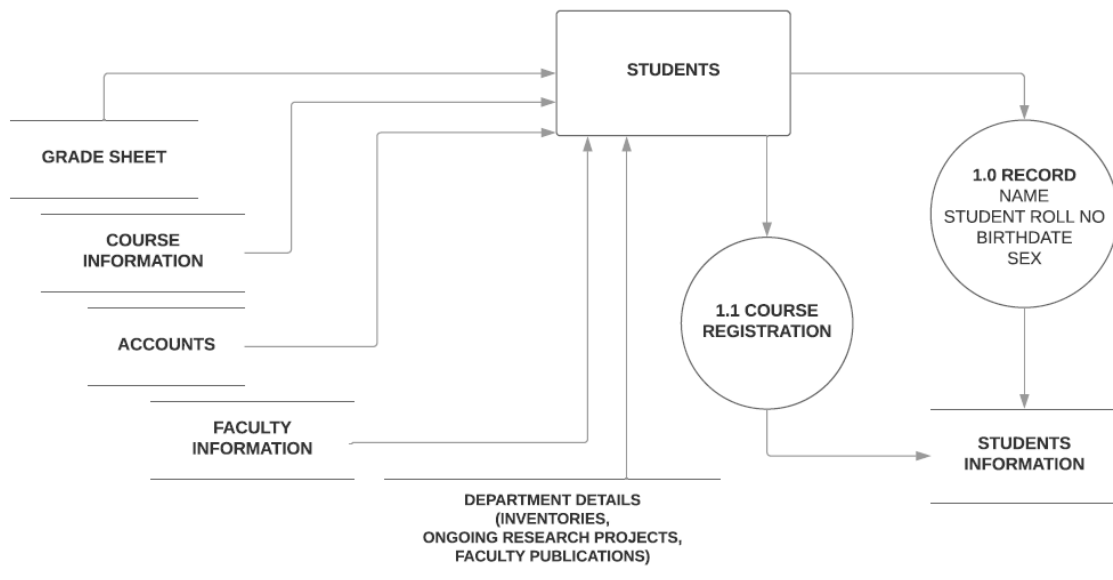 STUDENTS
GRADE SHEET
1.0 RECORD
NAME
STUDENT ROLL NO
BIRTHDATE
SEX
COURSE
INFORMATION
1.1 COURSE
REGISTRATION
ACCOUNTS
FACULTY
INFORMATION
STUDENTS
INFORMATION
DEPARTMENT DETAILS
(INVENTORIES,
ONGOING RESEARCH PROJECTS,
FACULTY PUBLICATIONS)